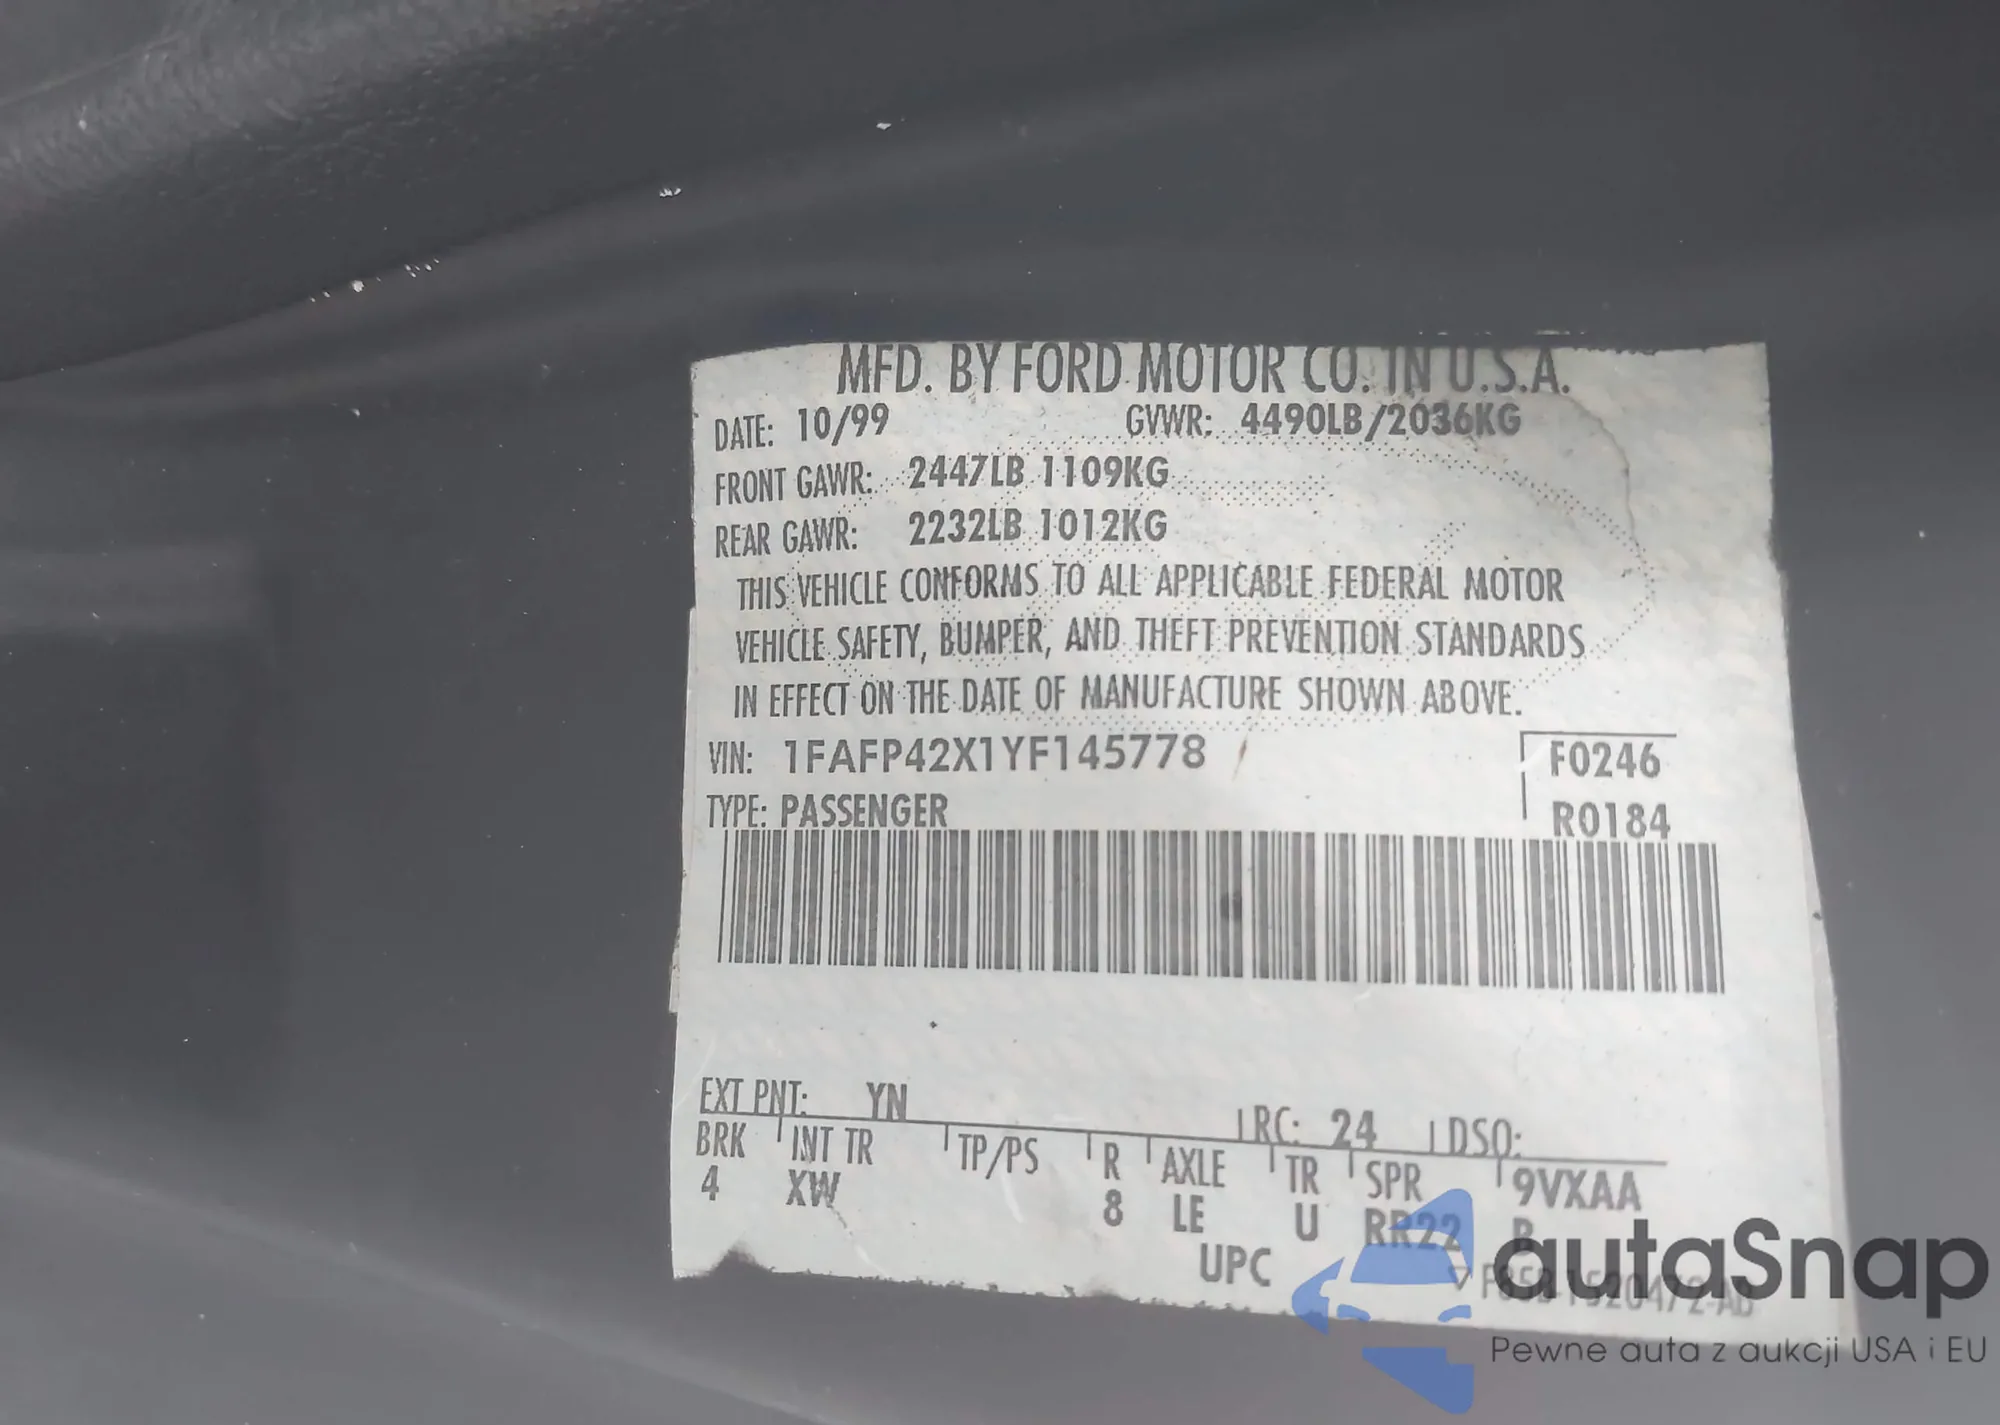 MFD. BY FORD MOTOR CO. IN U.S.A.
DATE: 10/99 GVWR: 4490LB/2036KG
FRONT GAWR: 2447LB 1109KG
REAR GAWR: 2232LB 1012KG
THIS VEHICLE CONFORMS TO ALL APPLICABLE FEDERAL MOTOR
VEHICLE SAFETY, BUMPER, AND THEFT PREVENTION STANDARDS
IN EFFECT ON THE DATE OF MANUFACTURE SHOWN ABOVE.
VIN: 1FAFP42X1YF145778 F0246
TYPE: PASSENGER R0184
EXT PNT: YN RC: 24 DSO:
BRK INT TR TP/PS R AXLE TR SPR 9VXAA
4 XW 8 LE U RR22 B
UPC F85B-1520472-AB
autaSnap
Pewne auta z aukcji USA i EU